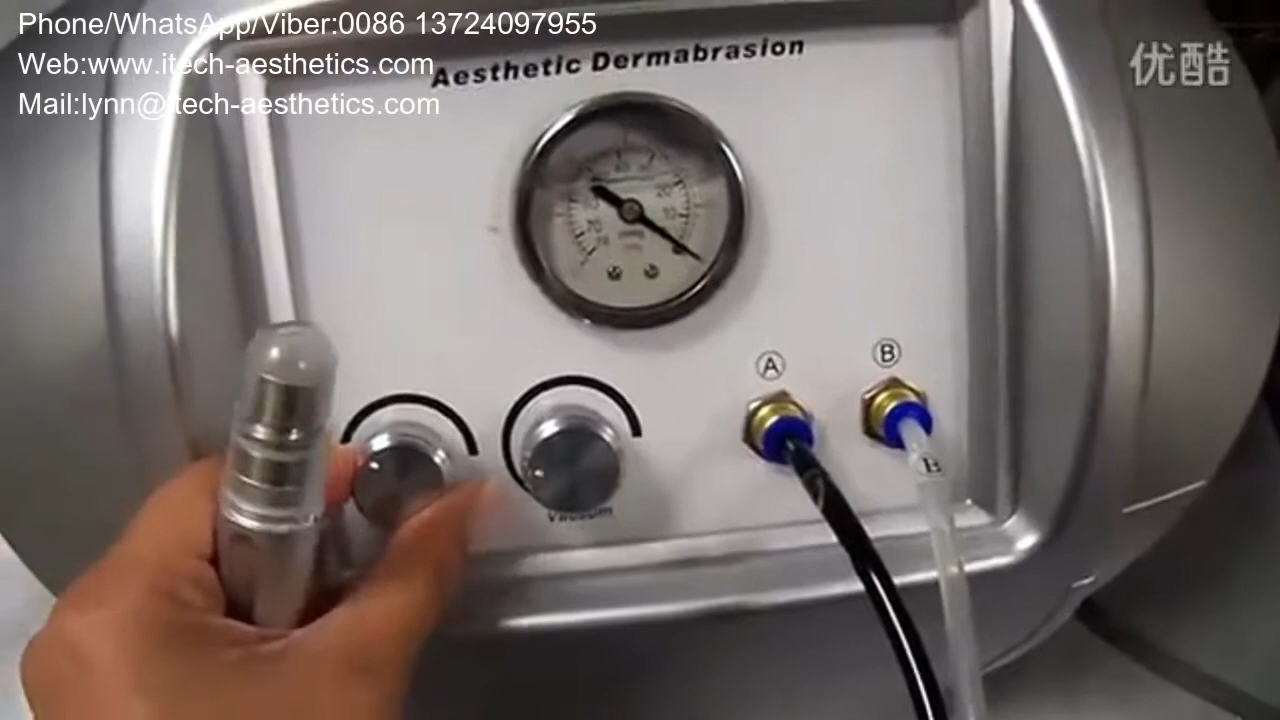 Phone/WhatsApp/Viber:0086 13724097955
Web:www.itech-aesthetics.com
Mail:lynn@itech-aesthetics.com
优酷
Aesthetic Dermabrasion
A
B
B
Vacuum